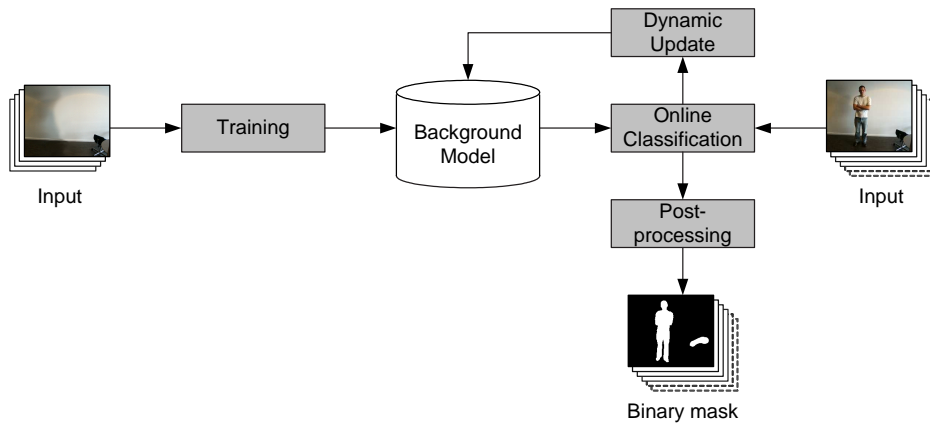 Dynamic
Update
Training
Background
Model
Online
Classification
Input
Input
Post-
processing
Binary mask